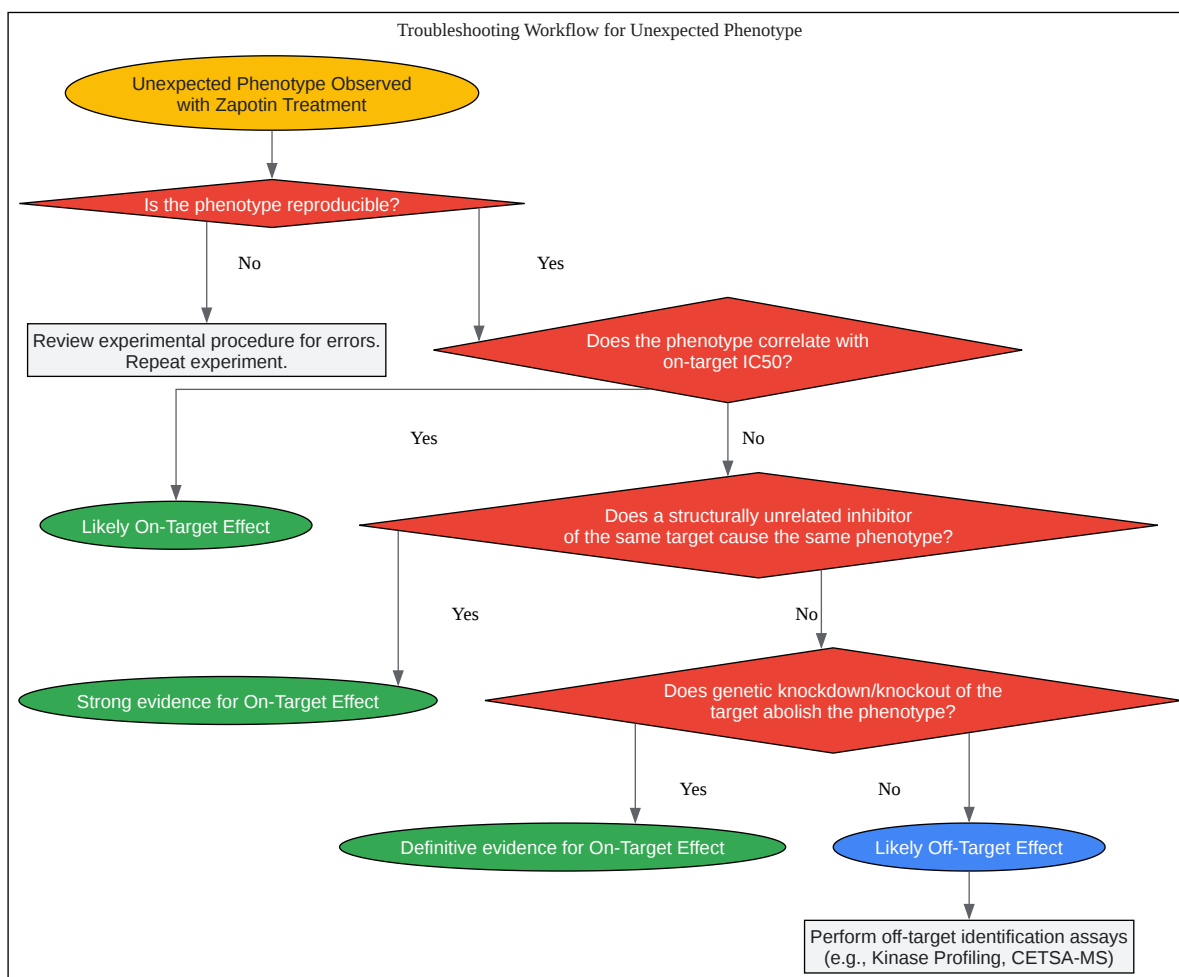 Troubleshooting Workflow for Unexpected Phenotype
Unexpected Phenotype Observed
with Zapotin Treatment
Is the phenotype reproducible?
No
Yes
Review experimental procedure for errors.
Repeat experiment.
Does the phenotype correlate with
on-target IC50?
Yes
No
Likely On-Target Effect
Does a structurally unrelated inhibitor
of the same target cause the same phenotype?
Yes
No
Strong evidence for On-Target Effect
Does genetic knockdown/knockout of the
target abolish the phenotype?
Yes
No
Definitive evidence for On-Target Effect
Likely Off-Target Effect
Perform off-target identification assays
(e.g., Kinase Profiling, CETSA-MS)